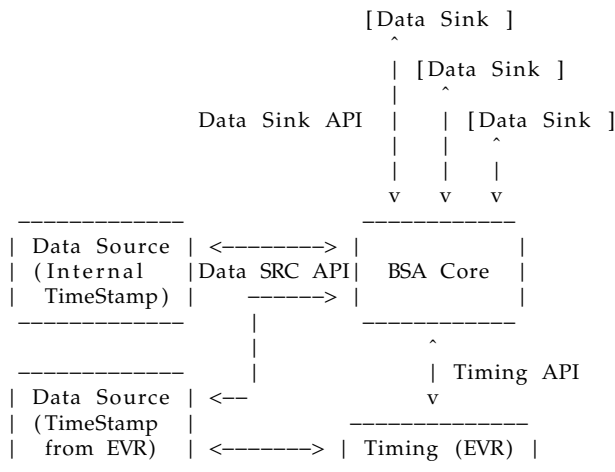 [Data Sink ]
^
| [Data Sink ]
| ^
Data Sink API | | [Data Sink ]
| | ^
| | |
v v v
––––––––––––– ––––––––––––
| Data Source | <––––––––> | |
| (Internal |Data SRC API| BSA Core |
| TimeStamp) | ––––––> | |
––––––––––––– | ––––––––––––
| ^
––––––––––––– | | Timing API
| Data Source | <–– v
| (TimeStamp | ––––––––––––––
| from EVR) | <–––––––> | Timing (EVR) |